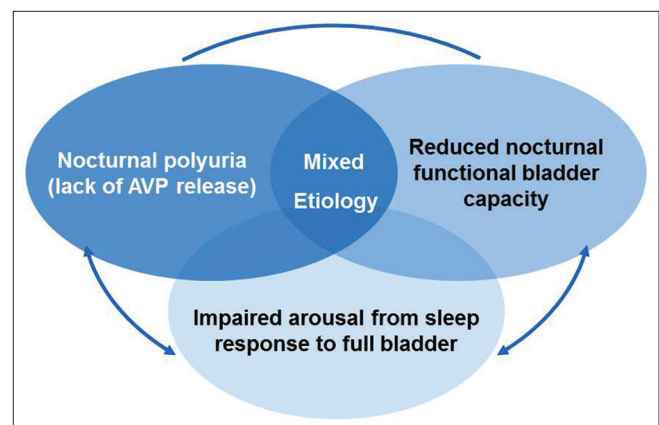 Nocturnal polyuria
(lack of AVP release)
Mixed
Etiology
Reduced nocturnal
functional bladder
capacity
Impaired arousal from sleep
response to full bladder